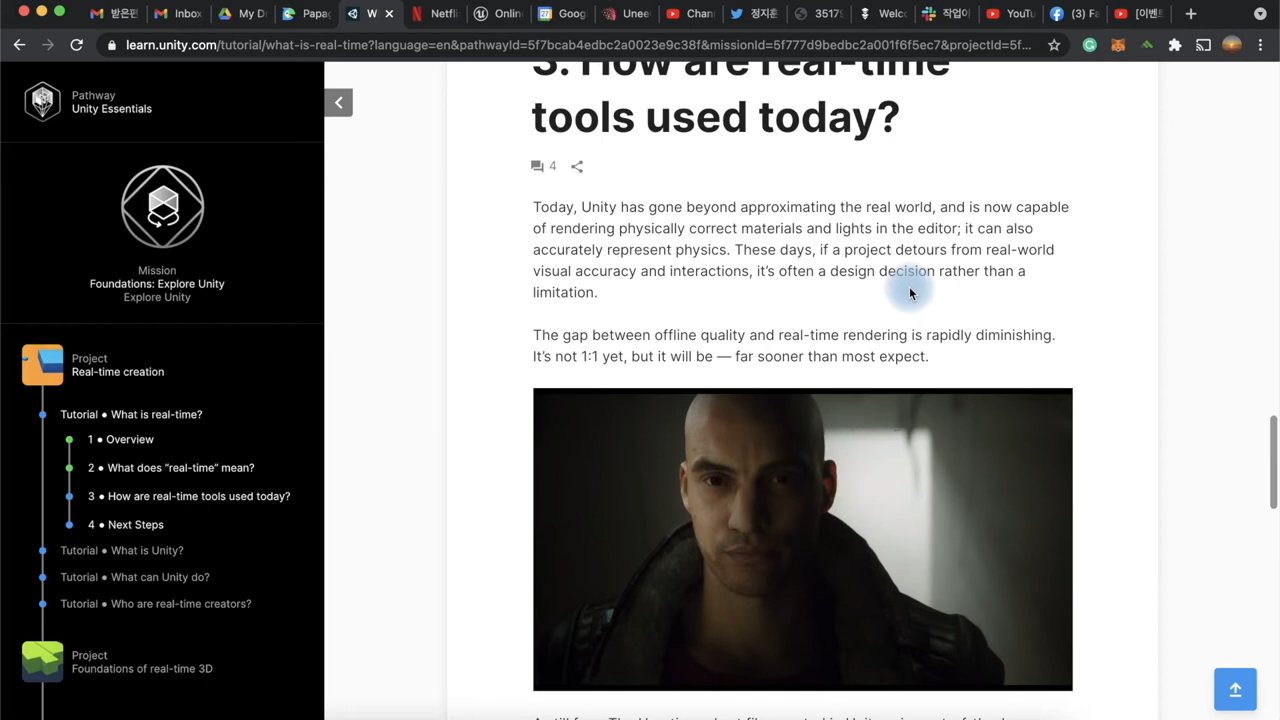 받은편
Inbox
My D
Papag
W
Netfli
Onlin
Goog
Unee
Chan
정지훈
3517
Welc
작업이
YouTu
(3) Fa
[이벤트
learn.unity.com/tutorial/what-is-real-time?language=en&pathwayId=5f7bcab4edbc2a0023e9c38f&missionId=5f777d9bedbc2a001f6f5ec7&projectId=5f...
Pathway
Unity Essentials
Mission
Foundations: Explore Unity
Explore Unity
Project
Real-time creation
Tutorial ● What is real-time?
1 ● Overview
2 ● What does "real-time" mean?
3 ● How are real-time tools used today?
4 ● Next Steps
Tutorial ● What is Unity?
Tutorial ● What can Unity do?
Tutorial ● Who are real-time creators?
Project
Foundations of real-time 3D
3. How are real-time
tools used today?
4
Today, Unity has gone beyond approximating the real world, and is now capable
of rendering physically correct materials and lights in the editor; it can also
accurately represent physics. These days, if a project detours from real-world
visual accuracy and interactions, it's often a design decision rather than a
limitation.
The gap between offline quality and real-time rendering is rapidly diminishing.
It's not 1:1 yet, but it will be — far sooner than most expect.